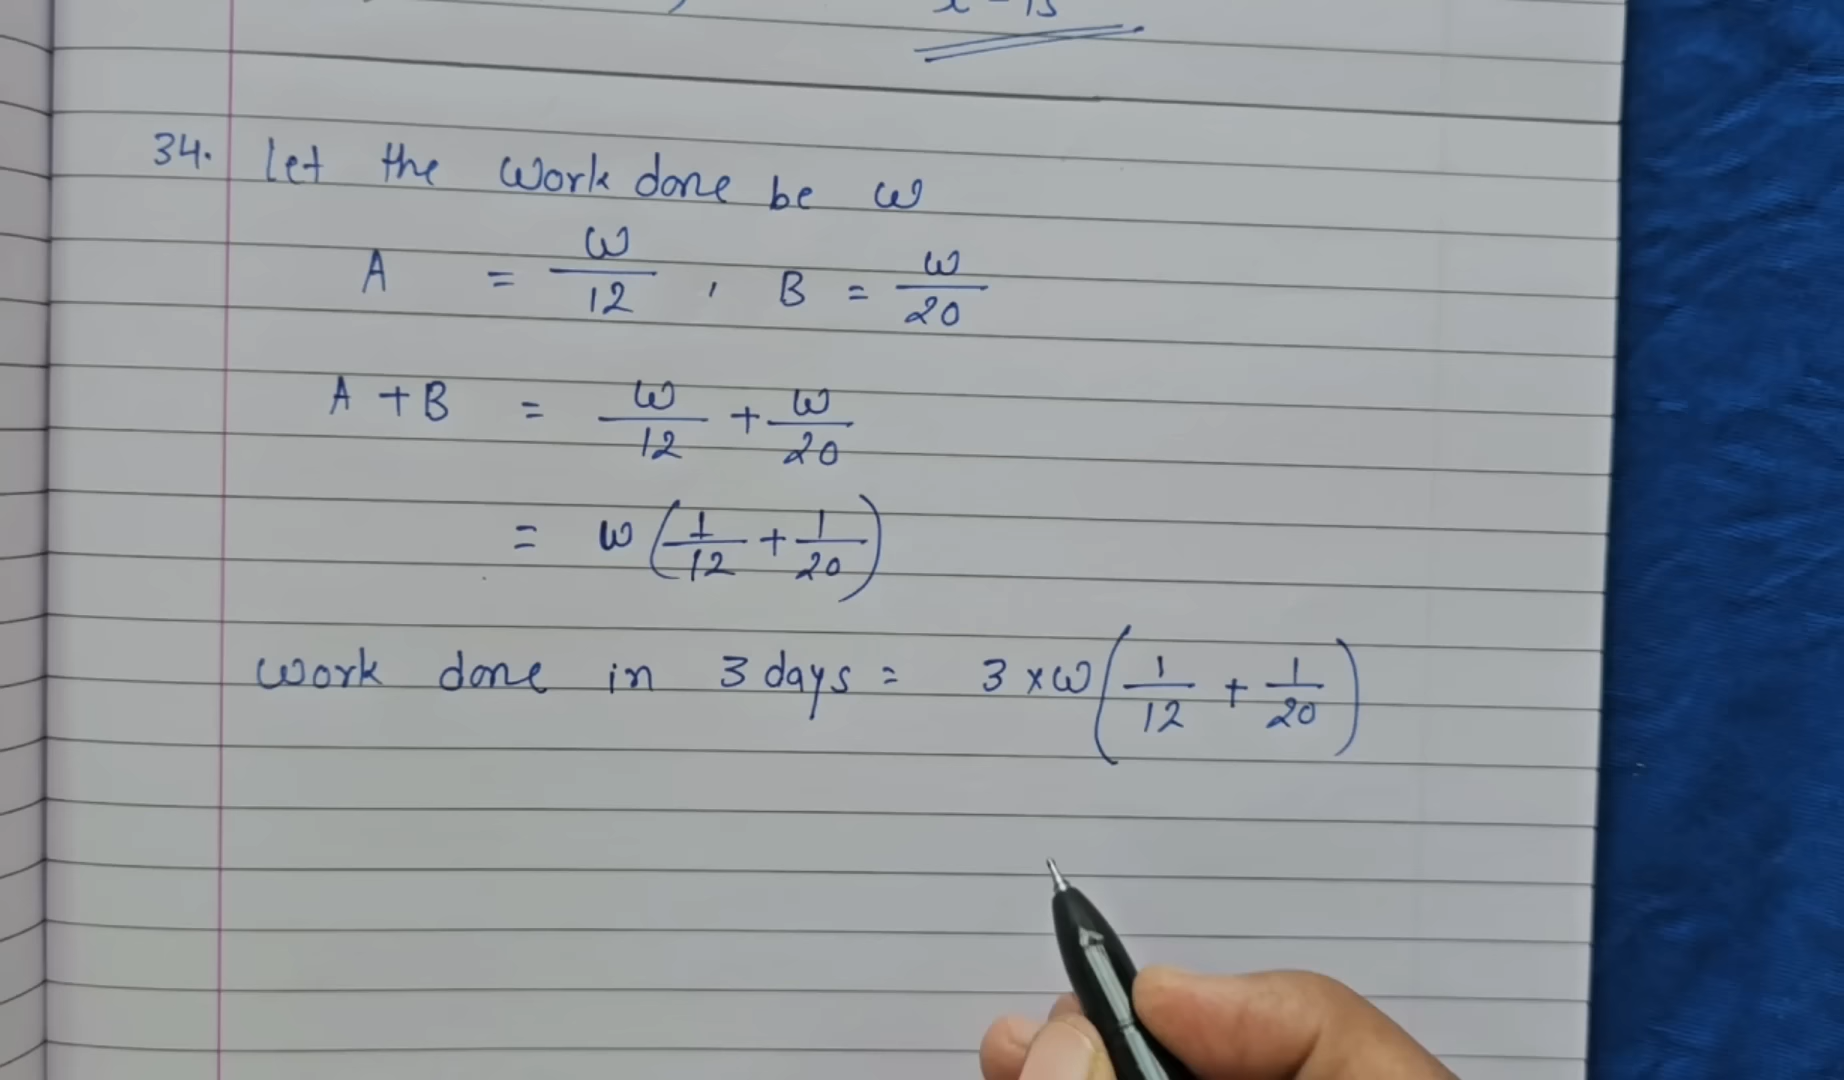 x = 15
34. Let the work done be w
A = w/12 , B = w/20
A + B = w/12 + w/20
= w(1/12 + 1/20)
work done in 3 days = 3 × w(1/12 + 1/20)